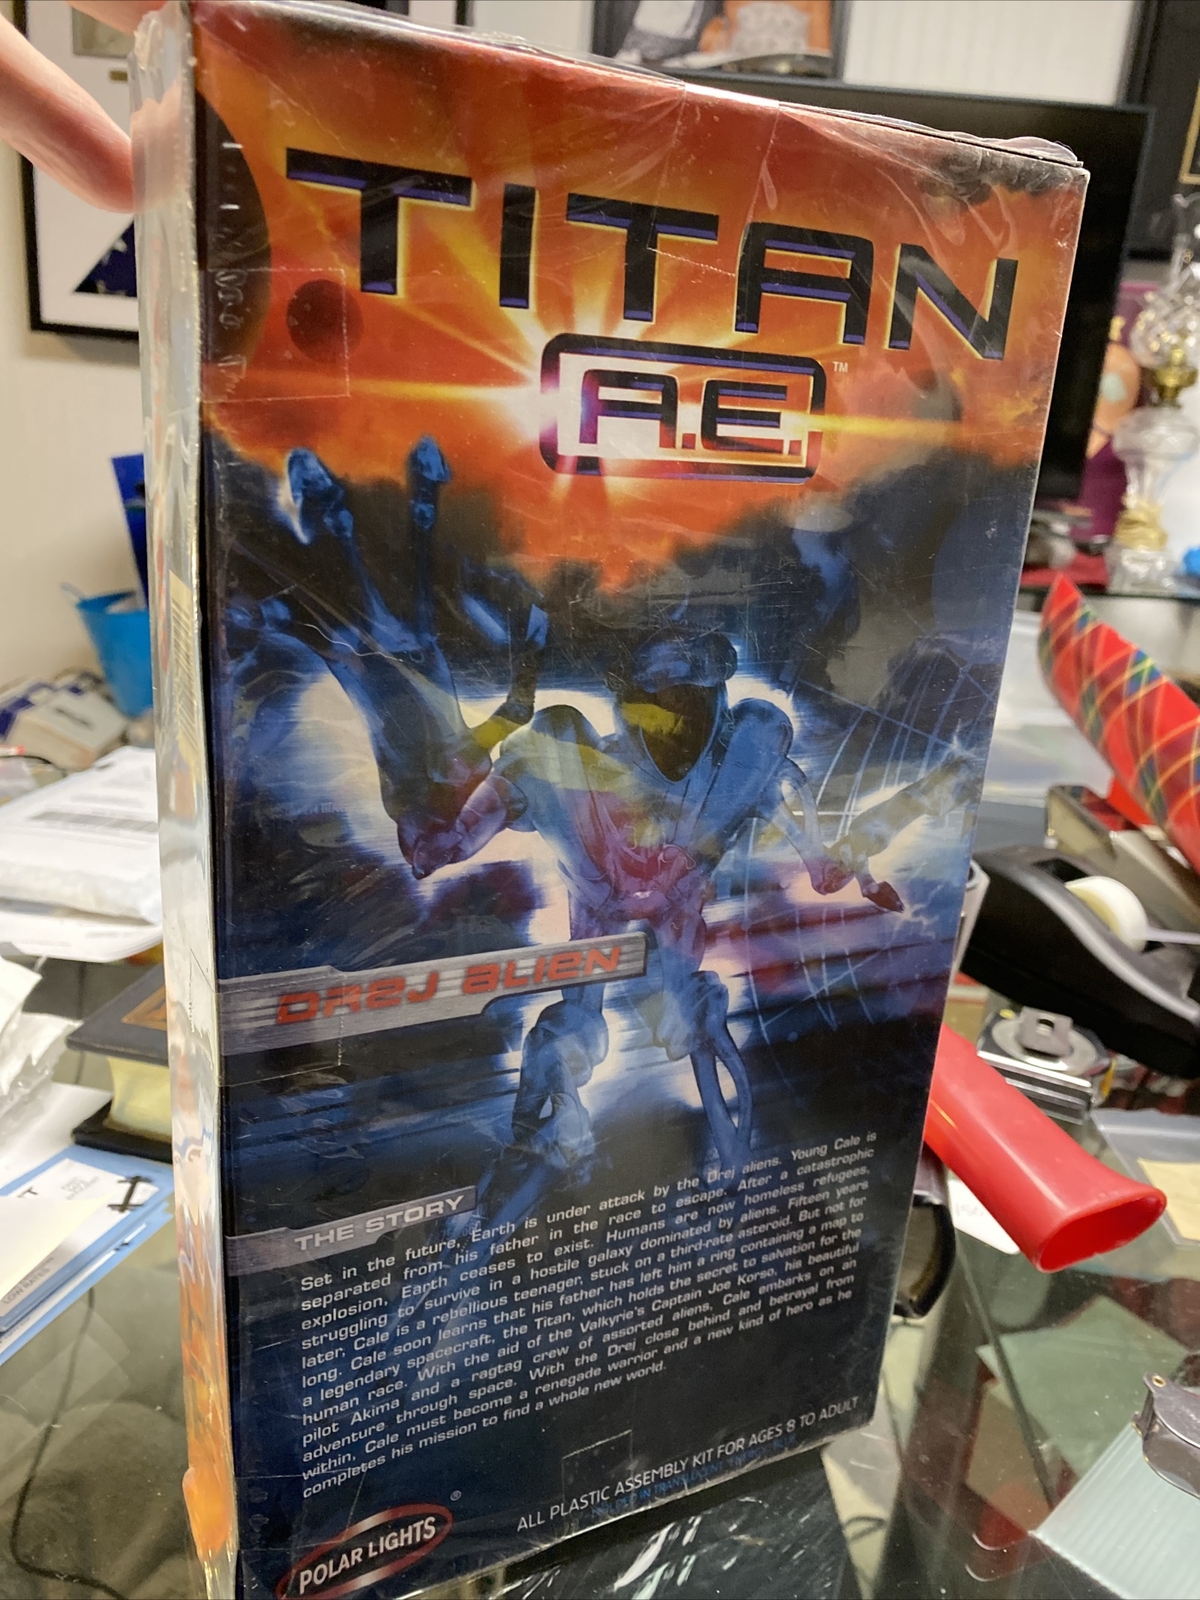 TITAN
A.E.™
DREJ ALIEN
THE STORY
Set in the future, Earth is under attack by the Drej aliens. Young Cale is
separated from his father in the race to escape. After a catastrophic
explosion, Earth ceases to exist. Humans are now homeless refugees,
struggling to survive in a hostile galaxy dominated by aliens. Fifteen years
later, Cale is a rebellious teenager, stuck on a third-rate asteroid. But not for
long. Cale soon learns that his father has left him a ring containing a map to
a legendary spacecraft, the Titan, which holds the secret to salvation for the
human race. With the aid of the Valkyrie's Captain Joe Korso, his beautiful
pilot Akima and a ragtag crew of assorted aliens, Cale embarks on an
adventure through space. With the Drej close behind and betrayal from
within, Cale must become a renegade warrior and a new kind of hero as he
completes his mission to find a whole new world.
ALL PLASTIC ASSEMBLY KIT FOR AGES 8 TO ADULT
MOLDED IN TRANSLUCENT
POLAR LIGHTS®